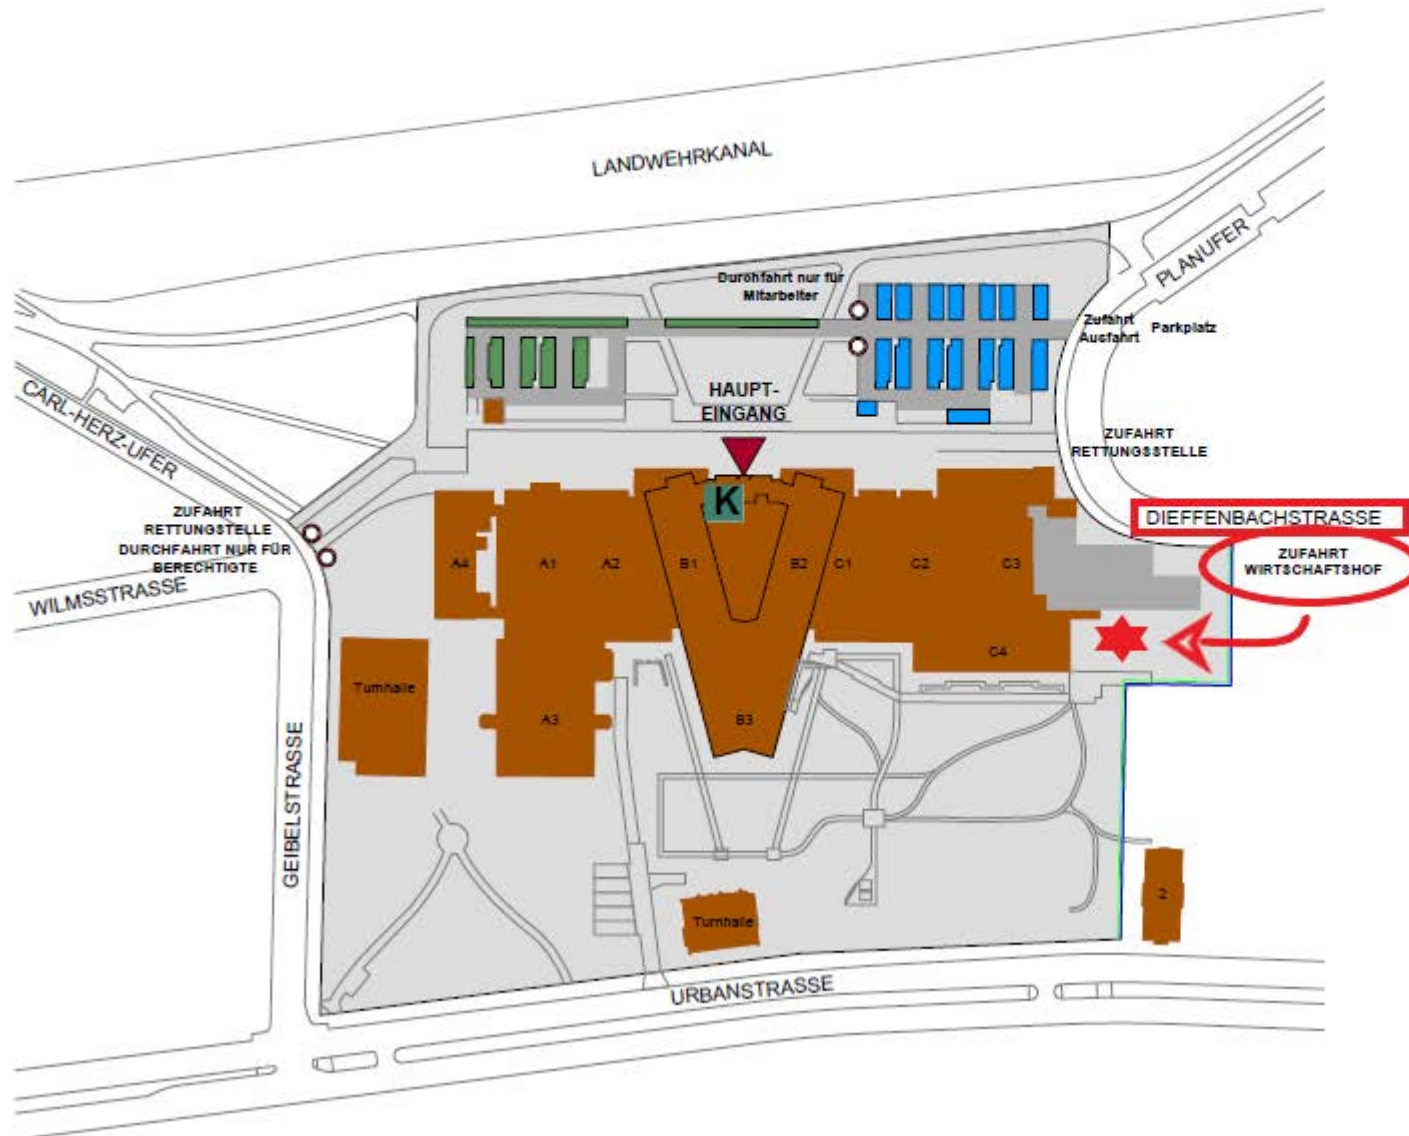 LANDWEHRKANAL
PLANUFER
Durchfahrt nur für
Mitarbeiter
Zufahrt
Ausfahrt
Parkplatz
HAUPT-
EINGANG
CARL-HERZ-UFER
ZUFAHRT
RETTUNGSSTELLE
K
ZUFAHRT
RETTUNGSTELLE
DURCHFAHRT NUR FÜR
BERECHTIGTE
DIEFFENBACHSTRASSE
ZUFAHRT
WIRTSCHAFTSHOF
WILMSSTRASSE
A4
A1
A2
B1
B2
C1
C2
C3
C4
Turnhalle
A3
B3
GEIBELSTRASSE
2
Turnhalle
URBANSTRASSE